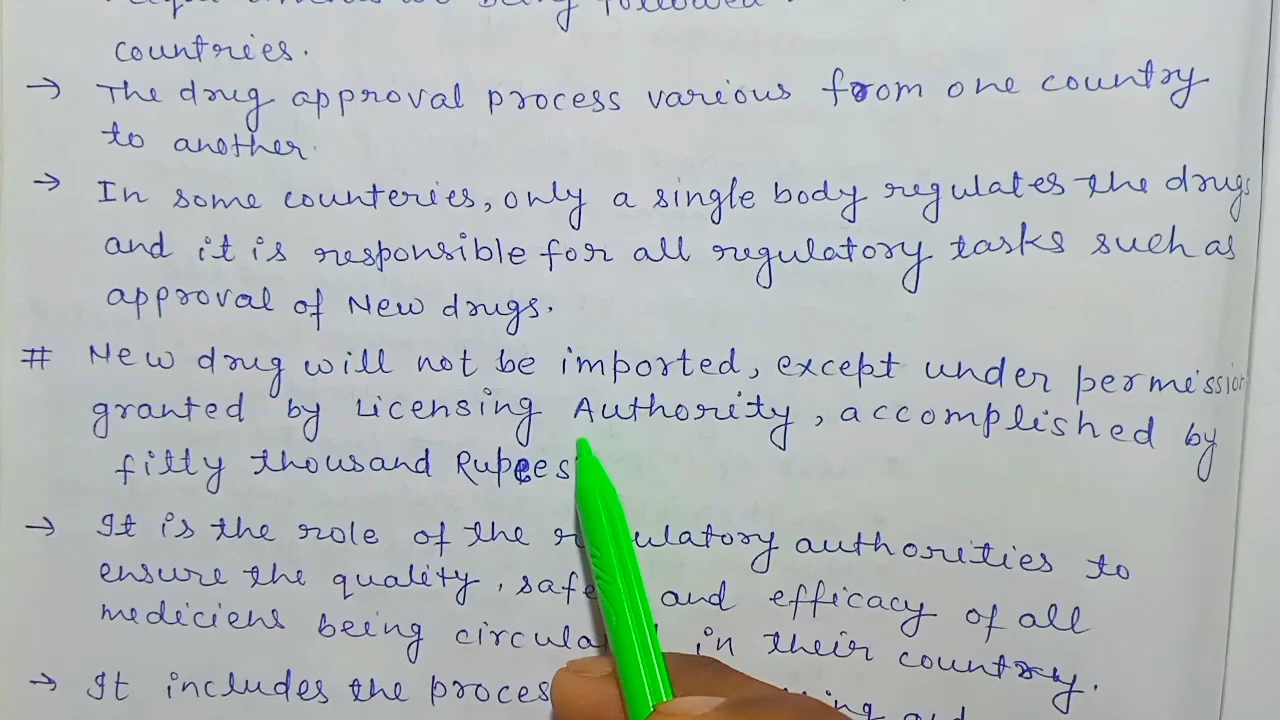 being followed
countries.
→ The drug approval process various from one country
to another.
→ In some counteries, only a single body regulates the drugs
and it is responsible for all regulatory tasks such as
approval of New drugs.
# New drug will not be imported, except under permission
granted by Licensing Authority, accomplished by
fifty thousand Rupees
→ It is the role of the ulatory authorities to
ensure the quality, safe and efficacy of all
mediciens being circula in their country.
→ It includes the proces and